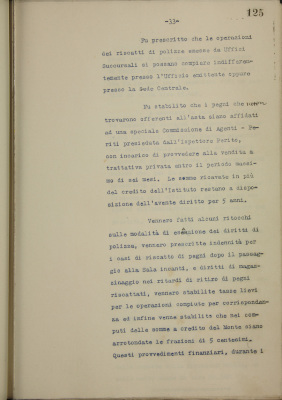 125
-33-
Fu prescritto che le operazioni
dei riscatti di polizze emesse da Uffici
Succursali si possano compiere indifferen-
temente presso l'Ufficio emittente oppure
presso la Sede Centrale.
Fu stabilito che i pegni che non
trovarono offerenti all'asta siano affidati
ad una speciale Commissione di Agenti - Pe-
riti presieduta dall'Ispettore Perito,
con incarico di provvedere alla vendita a
trattativa privata entro il periodo massi-
mo di sei mesi. Le somme ricavate in più
del credito dell'Istituto restano a dispo-
sizione dell'avente diritto per 5 anni.
Vennero fatti alcuni ritocchi
sulle modalità di esenzione dai diritti di
polizza, vennero prescritte indennità per
i casi di riscatto di pegni dopo il passag-
gio alla Sala incanti, e diritti di magaz-
zinaggio nei ritardi di ritiro di pegni
riscattati, vennero stabilite tasse lievi
per le operazioni compiute per corrisponden-
za ed infine venne stabilito che nei com-
puti delle somme a credito del Monte siano
arrotondate le frazioni di 5 centesimi.
Questi provvedimenti finanziari, durante i